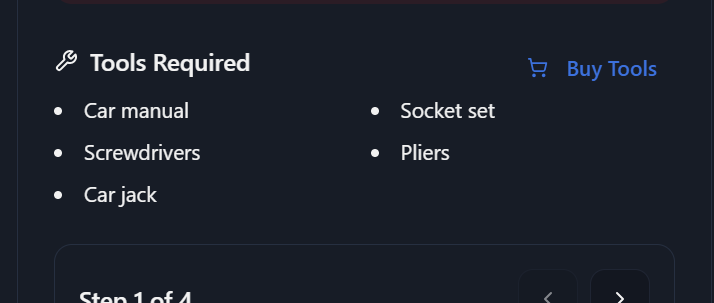 Tools Required
Buy Tools
Car manual
Socket set
Screwdrivers
Pliers
Car jack
Step 1 of 4